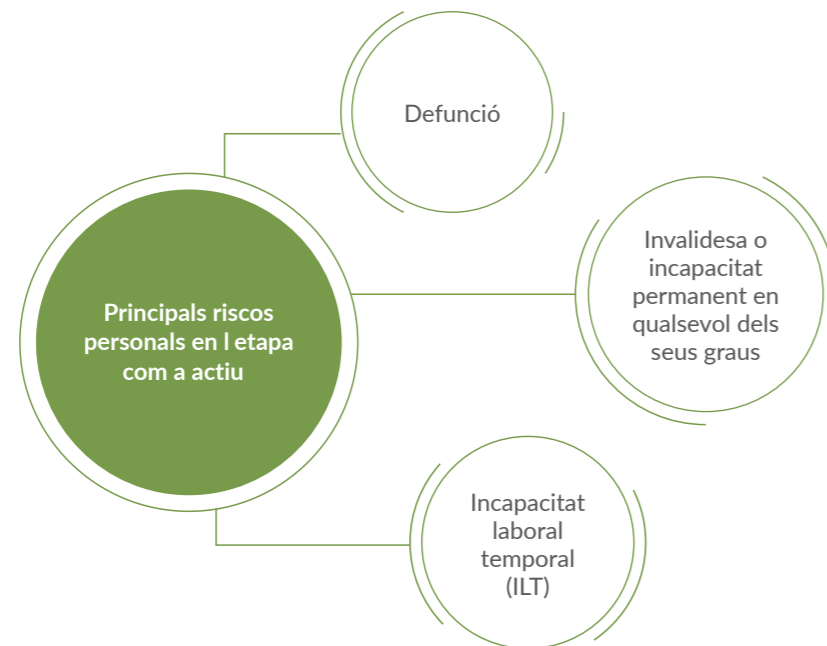 Defunció
Invalidesa o
incapacitat
permanent en
qualsevol dels
seus graus
Principals riscos
personals en l etapa
com a actiu
Incapacitat
laboral
temporal
(ILT)